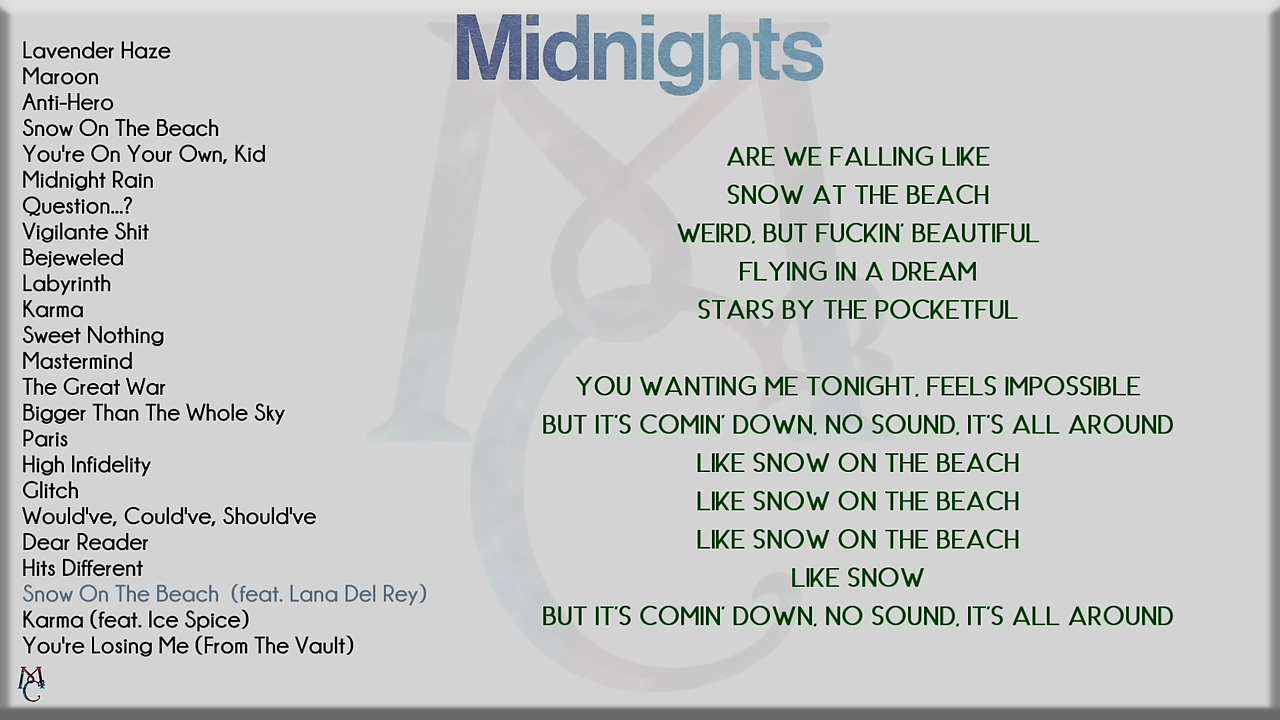 Midnights
Lavender Haze
Maroon
Anti-Hero
Snow On The Beach
You're On Your Own, Kid
Midnight Rain
Question...?
Vigilante Shit
Bejeweled
Labyrinth
Karma
Sweet Nothing
Mastermind
The Great War
Bigger Than The Whole Sky
Paris
High Infidelity
Glitch
Would've, Could've, Should've
Dear Reader
Hits Different
Snow On The Beach (feat. Lana Del Rey)
Karma (feat. Ice Spice)
You're Losing Me (From The Vault)
ARE WE FALLING LIKE
SNOW AT THE BEACH
WEIRD, BUT FUCKIN' BEAUTIFUL
FLYING IN A DREAM
STARS BY THE POCKETFUL
YOU WANTING ME TONIGHT, FEELS IMPOSSIBLE
BUT IT'S COMIN' DOWN, NO SOUND, IT'S ALL AROUND
LIKE SNOW ON THE BEACH
LIKE SNOW ON THE BEACH
LIKE SNOW ON THE BEACH
LIKE SNOW
BUT IT'S COMIN' DOWN, NO SOUND, IT'S ALL AROUND